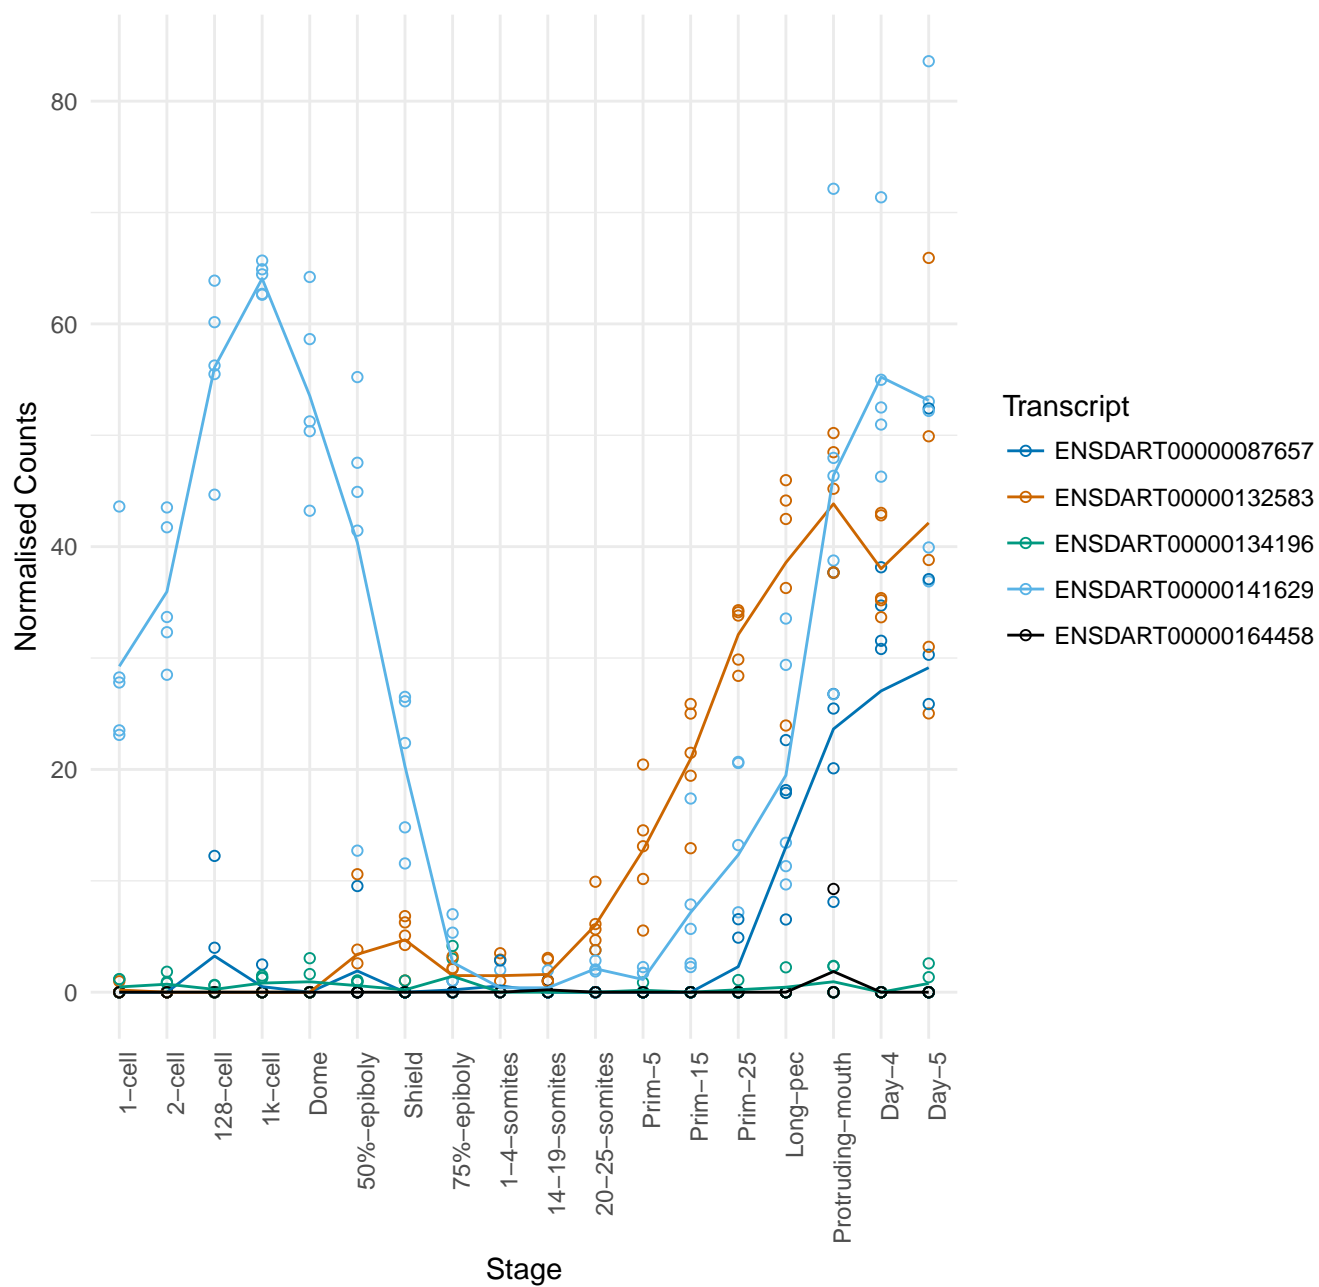 80
60
40
20
0
Normalised Counts
1−cell
2−cell
128−cell
1k−cell
Dome
50%−epiboly
Shield
75%−epiboly
1−4−somites
14−19−somites
20−25−somites
Prim−5
Prim−15
Prim−25
Long−pec
Protruding−mouth
Day−4
Day−5
Stage
Transcript
ENSDART00000087657
ENSDART00000132583
ENSDART00000134196
ENSDART00000141629
ENSDART00000164458